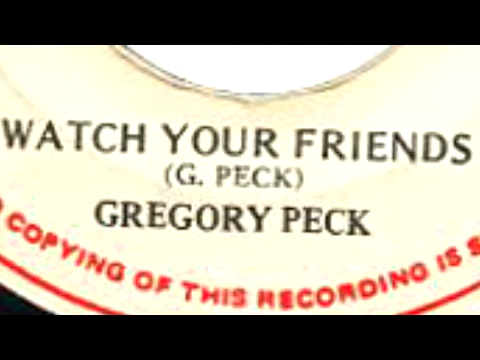 WATCH YOUR FRIENDS
(G. PECK)
GREGORY PECK
COPYING OF THIS RECORDING IS